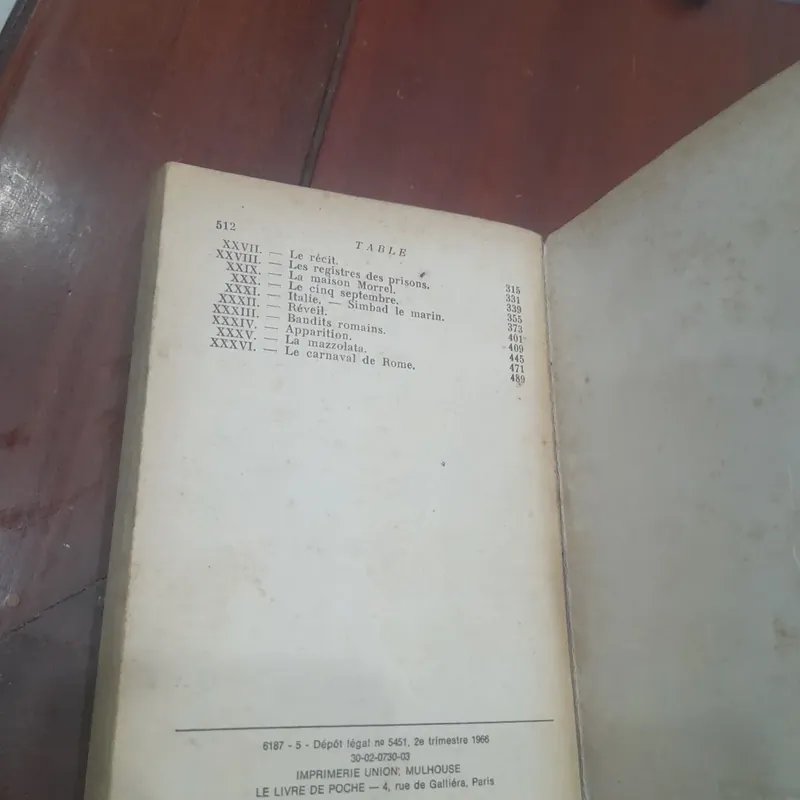 512
TABLE
XXVII. — Le récit. 315
XXVIII. — Les registres des prisons. 331
XXIX. — La maison Morrel. 339
XXX. — Le cinq septembre. 355
XXXI. — Italie. — Simbad le marin. 373
XXXII. — Réveil. 401
XXXIII. — Bandits romains. 409
XXXIV. — Apparition. 445
XXXV. — La mazzolata. 471
XXXVI. — Le carnaval de Rome. 489
6187 - 5 - Dépôt légal nº 5451, 2e trimestre 1966
30-02-0730-03
IMPRIMERIE UNION; MULHOUSE
LE LIVRE DE POCHE — 4, rue de Galliéra, Paris